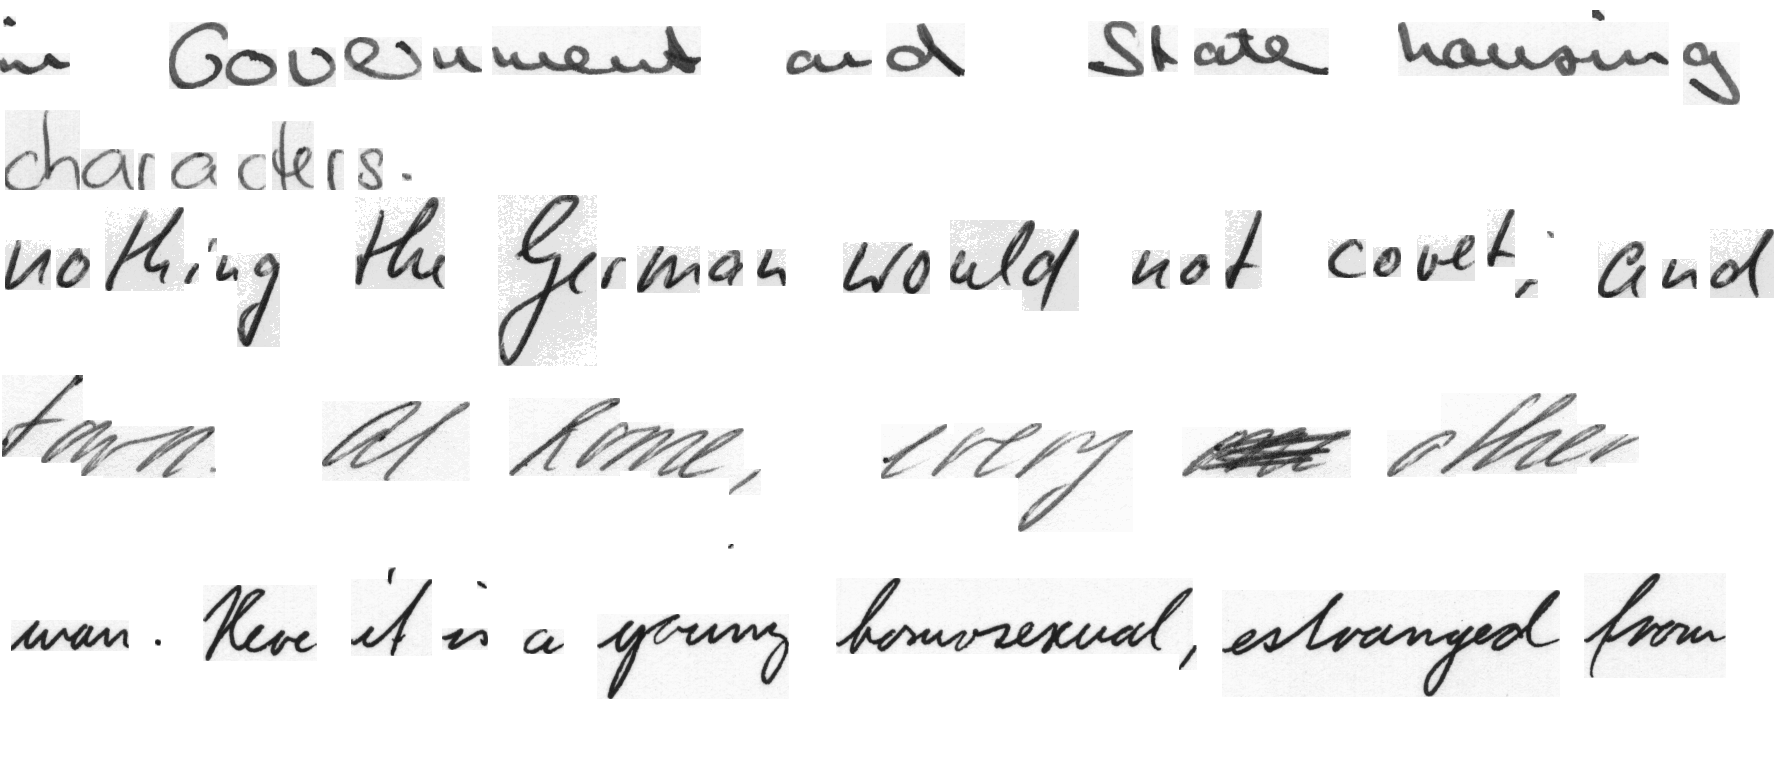 in Government and State housing
characters.
nothing the German would not covet; and
town. At home, every other
man. Here it is a young homosexual, estranged from